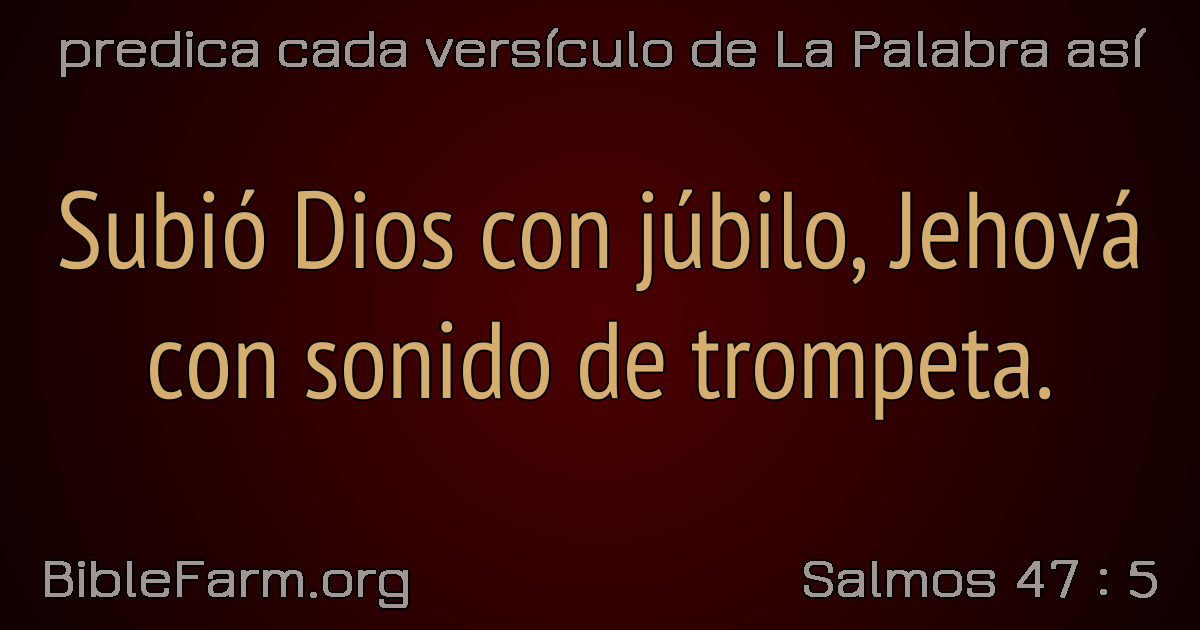 predica cada versículo de La Palabra así
Subió Dios con júbilo, Jehová
con sonido de trompeta.
BibleFarm.org
Salmos 47 : 5